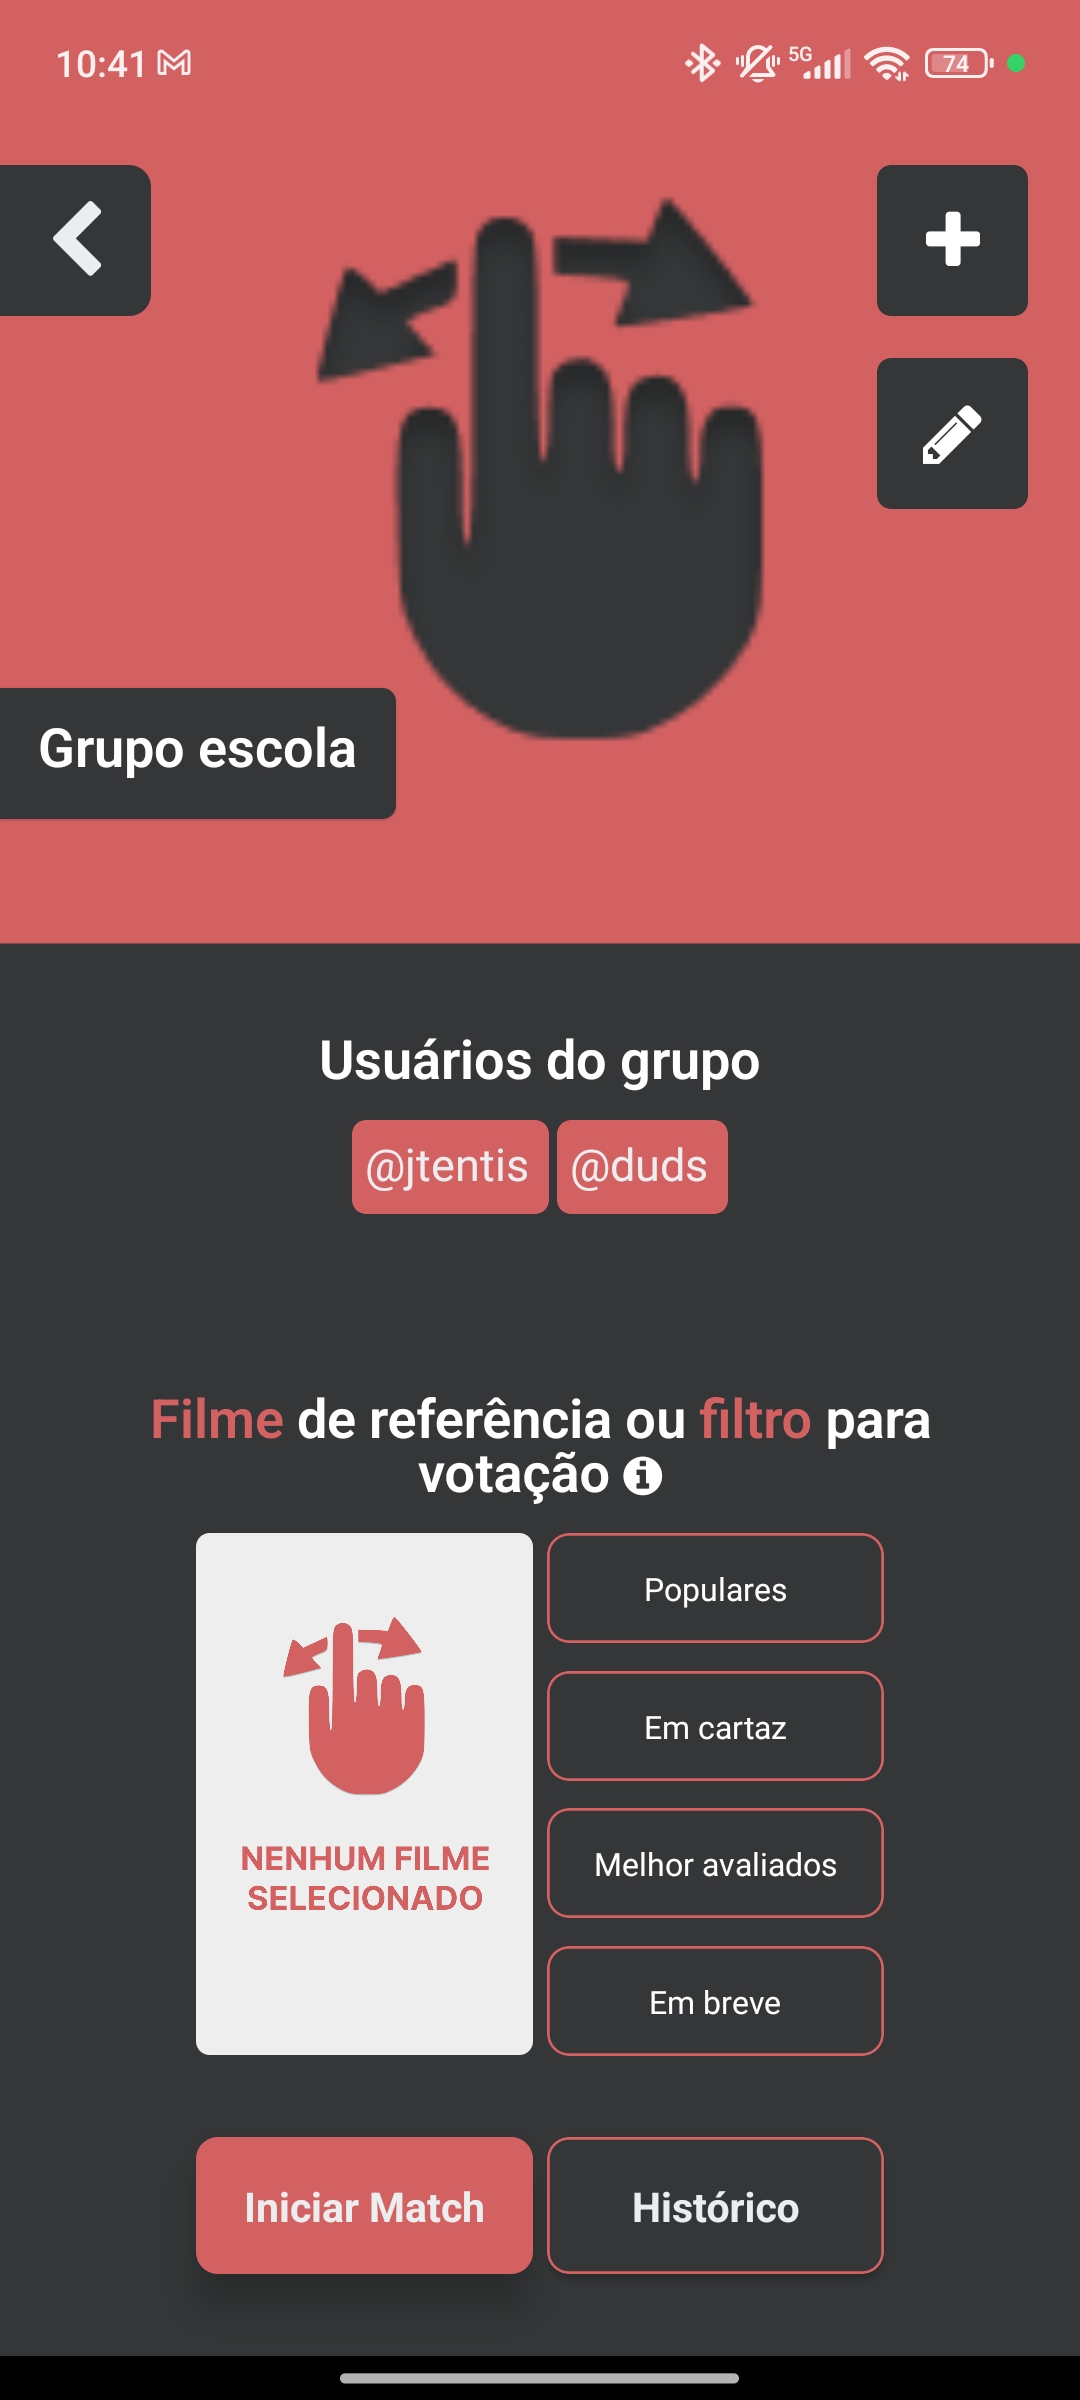 10:41
5G
74
Grupo escola
Usuários do grupo
@jtentis @duds
Filme de referência ou filtro para
votação
NENHUM FILME
SELECIONADO
Populares
Em cartaz
Melhor avaliados
Em breve
Iniciar Match
Histórico